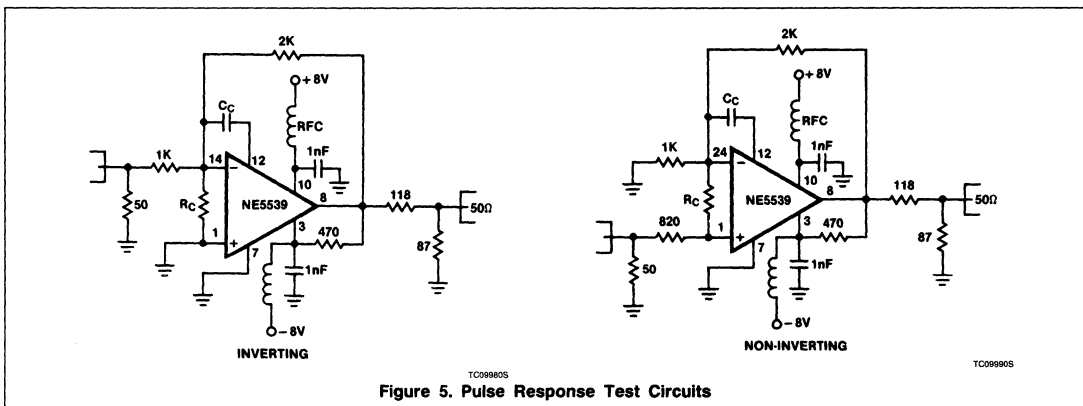 2K
+8V
CC
RFC
1nF
1K
14
12
10
8
118
50Ω
50
RC
NE5539
3
470
87
1
7
1nF
−8V
INVERTING
TC09980S
2K
+8V
CC
RFC
1nF
1K
24
12
10
8
118
50Ω
RC
NE5539
3
470
87
820
1
7
50
1nF
−8V
NON-INVERTING
TC09990S
Figure 5. Pulse Response Test Circuits